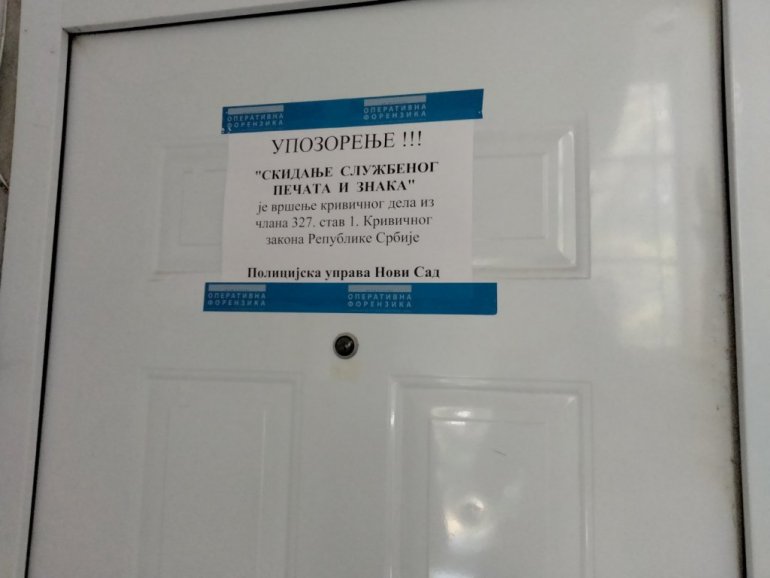 ОПЕРАТИВНА
ФОРЕНЗИКА
ОПЕРАТИВНА
ФОРЕНЗИКА
УПОЗОРЕЊЕ !!!
"СКИДАЊЕ СЛУЖБЕНОГ
ПЕЧАТА И ЗНАКА"
је вршење кривичног дела из
члана 327. став 1. Кривичног
закона Републике Србије
Полицијска управа Нови Сад
ОПЕРАТИВНА
ФОРЕНЗИКА
ОПЕРАТИВНА
ФОРЕНЗИКА